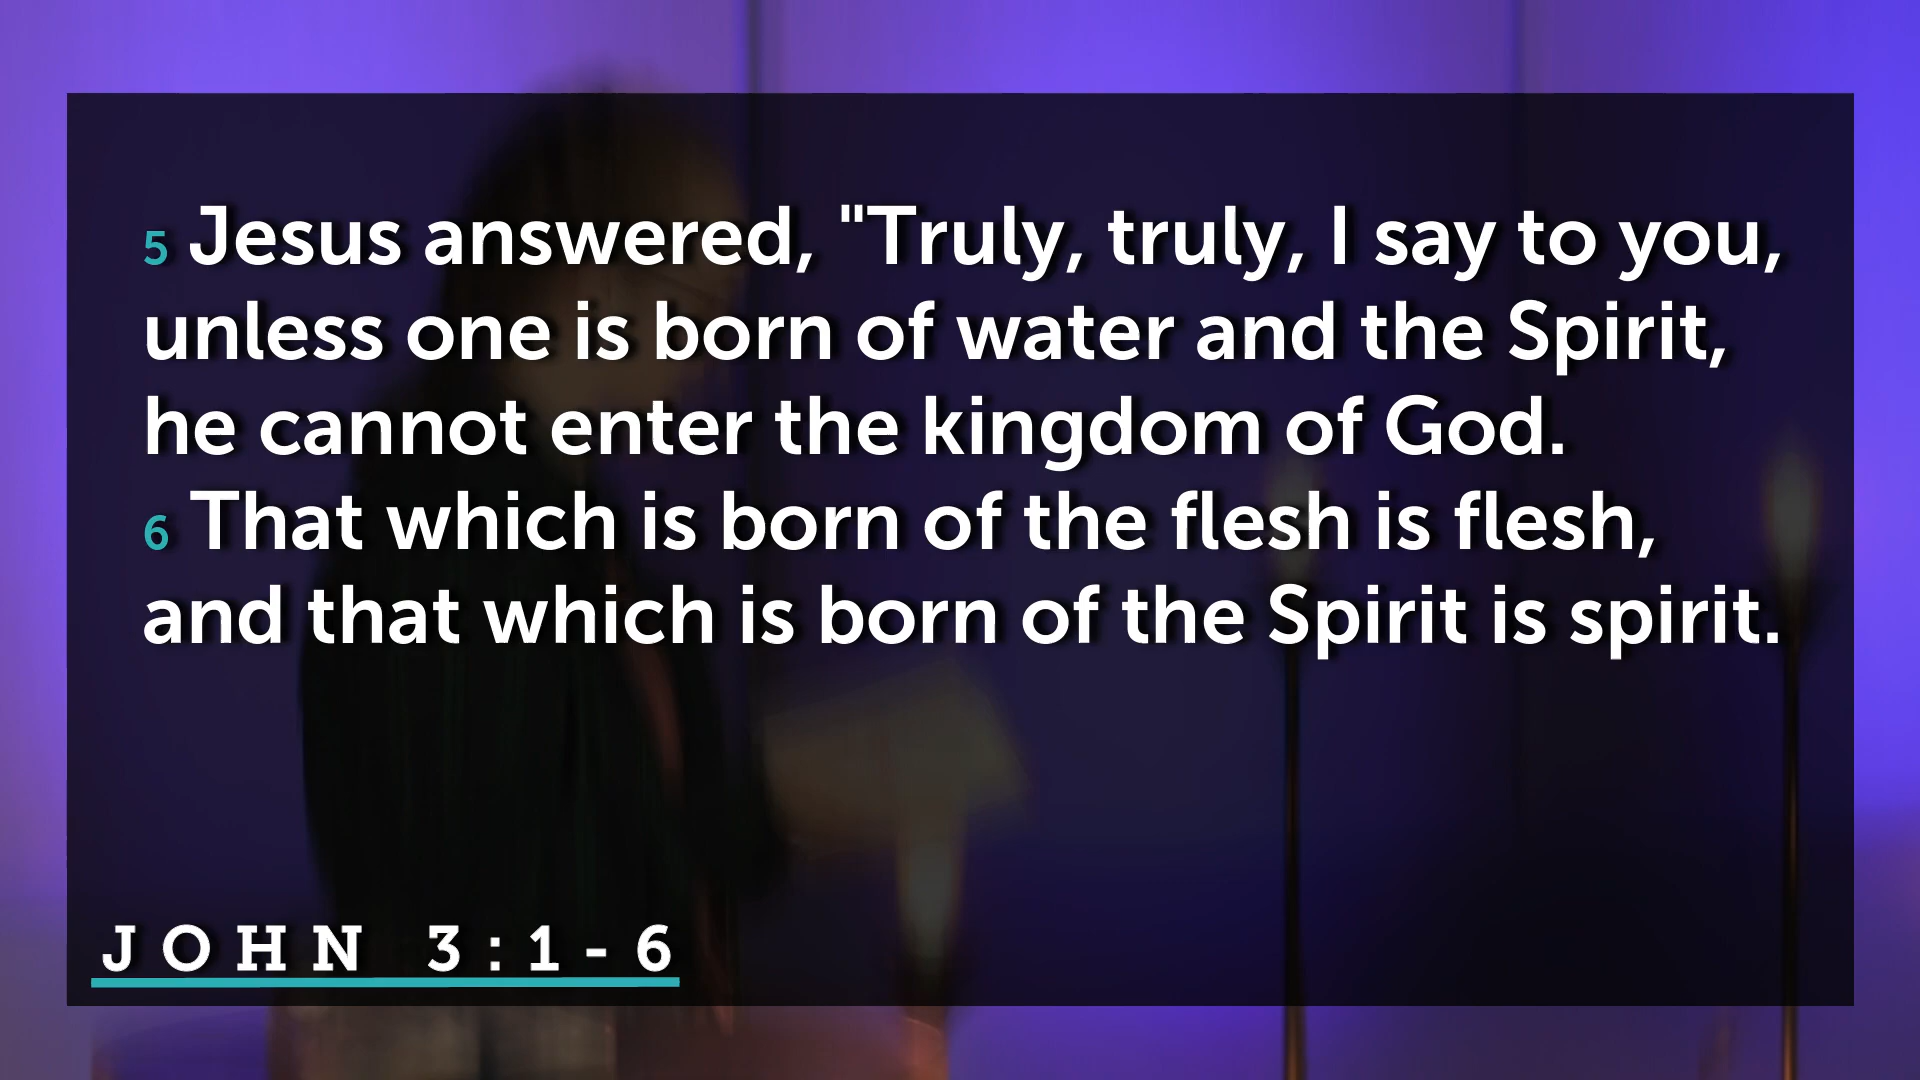 5 Jesus answered, "Truly, truly, I say to you,
unless one is born of water and the Spirit,
he cannot enter the kingdom of God.
6 That which is born of the flesh is flesh,
and that which is born of the Spirit is spirit.
JOHN 3:1-6